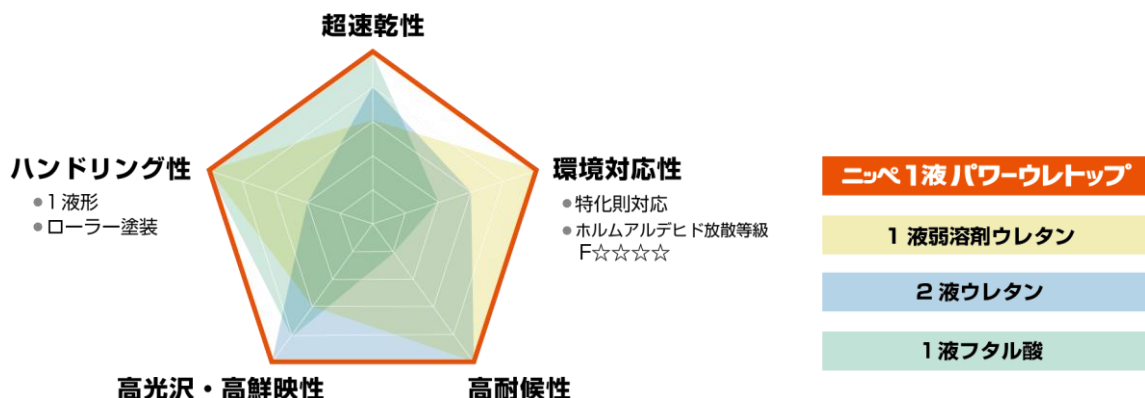 超速乾性
ハンドリング性
●1液形
●ローラー塗装
環境対応性
●特化則対応
●ホルムアルデヒド放散等級
F☆☆☆☆
高光沢・高鮮映性
高耐候性
ニッペ1液パワーウレトップ
1液弱溶剤ウレタン
2液ウレタン
1液フタル酸